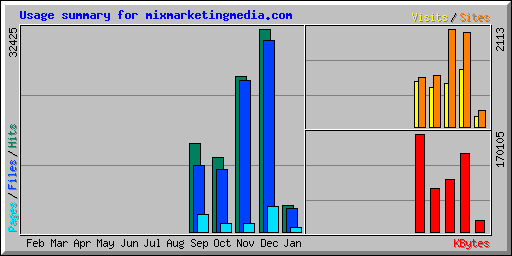 Usage summary for mixmarketingmedia.com
Visits/Sites
32425
2113
Pages/Files/Hits
170105
Feb Mar Apr May Jun Jul Aug Sep Oct Nov Dec Jan
KBytes